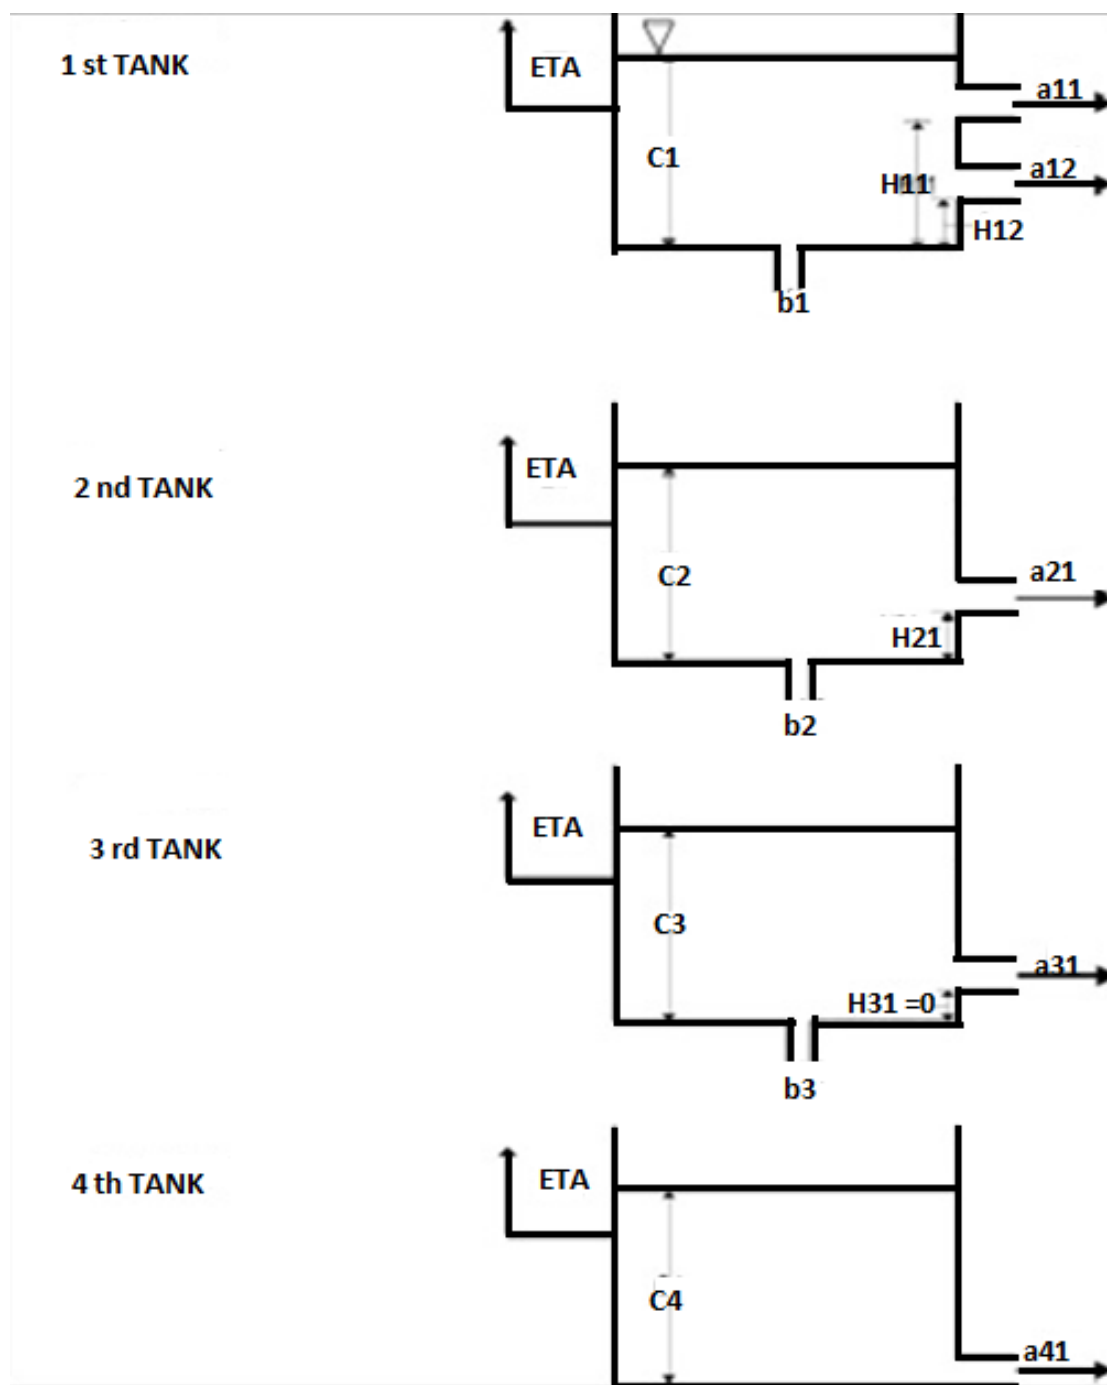 1 st TANK
ETA
a11
C1
a12
H11
H12
b1
2 nd TANK
ETA
C2
a21
H21
b2
3 rd TANK
ETA
C3
a31
H31 =0
b3
4 th TANK
ETA
C4
a41